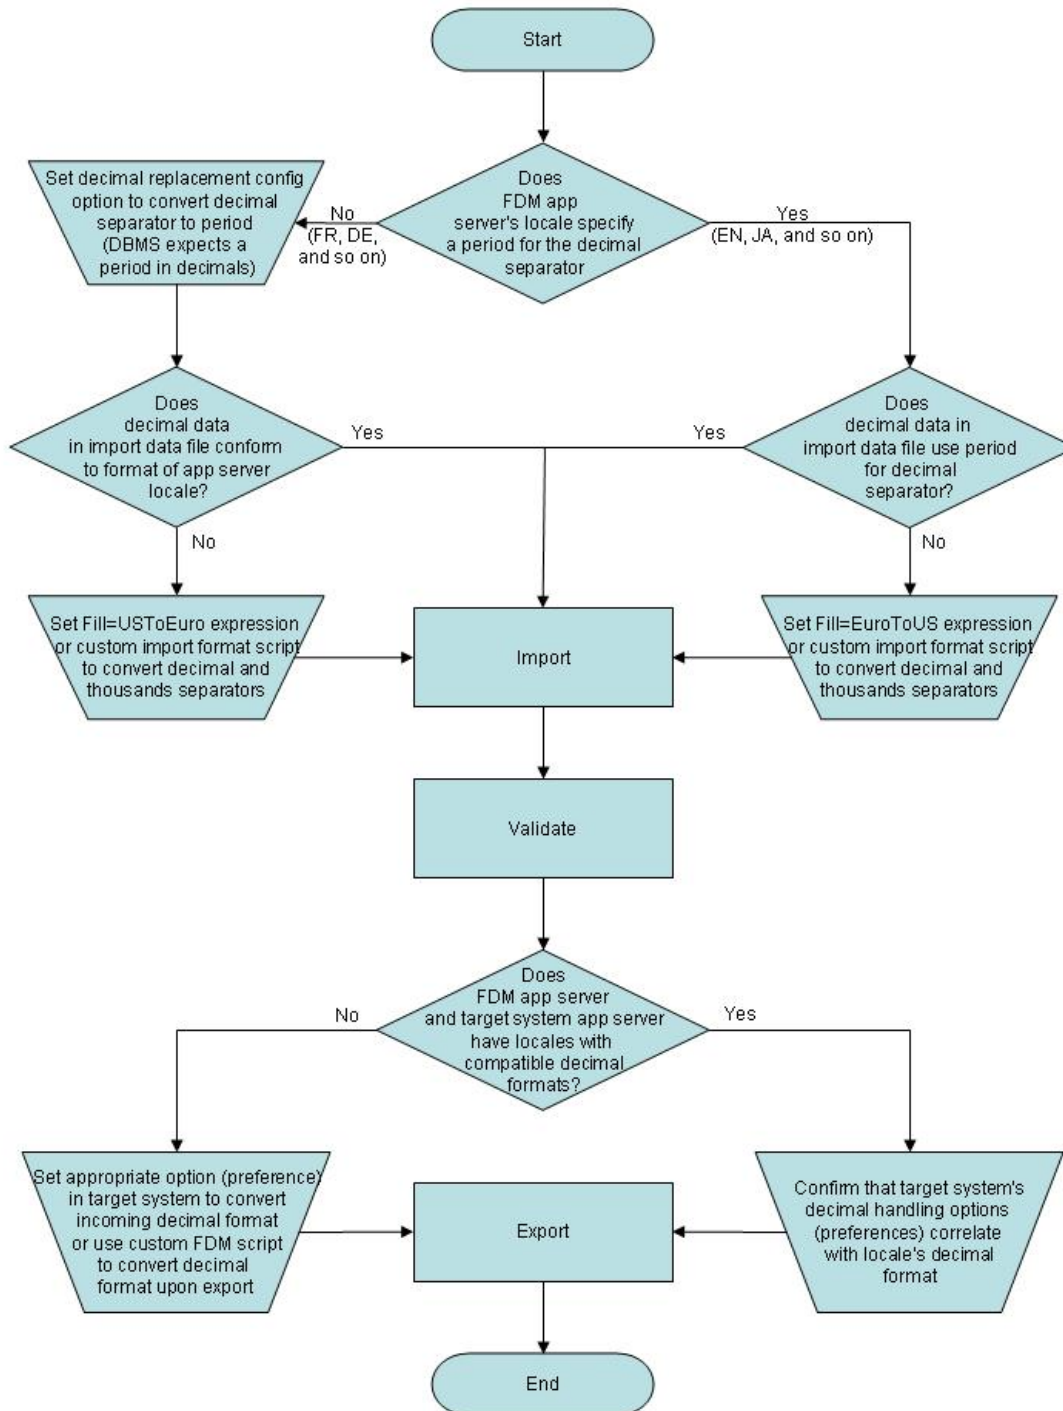 Start
Does
FDM app
server's locale specify
a period for the decimal
separator
No
(FR, DE,
and so on)
Yes
(EN, JA, and so on)
Set decimal replacement config
option to convert decimal
separator to period
(DBMS expects a
period in decimals)
Does
decimal data
in import data file conform
to format of app server
locale?
Yes
Yes
Does
decimal data in
import data file use period
for decimal
separator?
No
No
Set Fill=USToEuro expression
or custom import format script
to convert decimal and
thousands separators
Import
Set Fill=EuroToUS expression
or custom import format script
to convert decimal and
thousands separators
Validate
Does
FDM app server
and target system app server
have locales with
compatible decimal
formats?
No
Yes
Set appropriate option (preference)
in target system to convert
incoming decimal format
or use custom FDM script
to convert decimal
format upon export
Export
Confirm that target system's
decimal handling options
(preferences) correlate
with locale's decimal
format
End